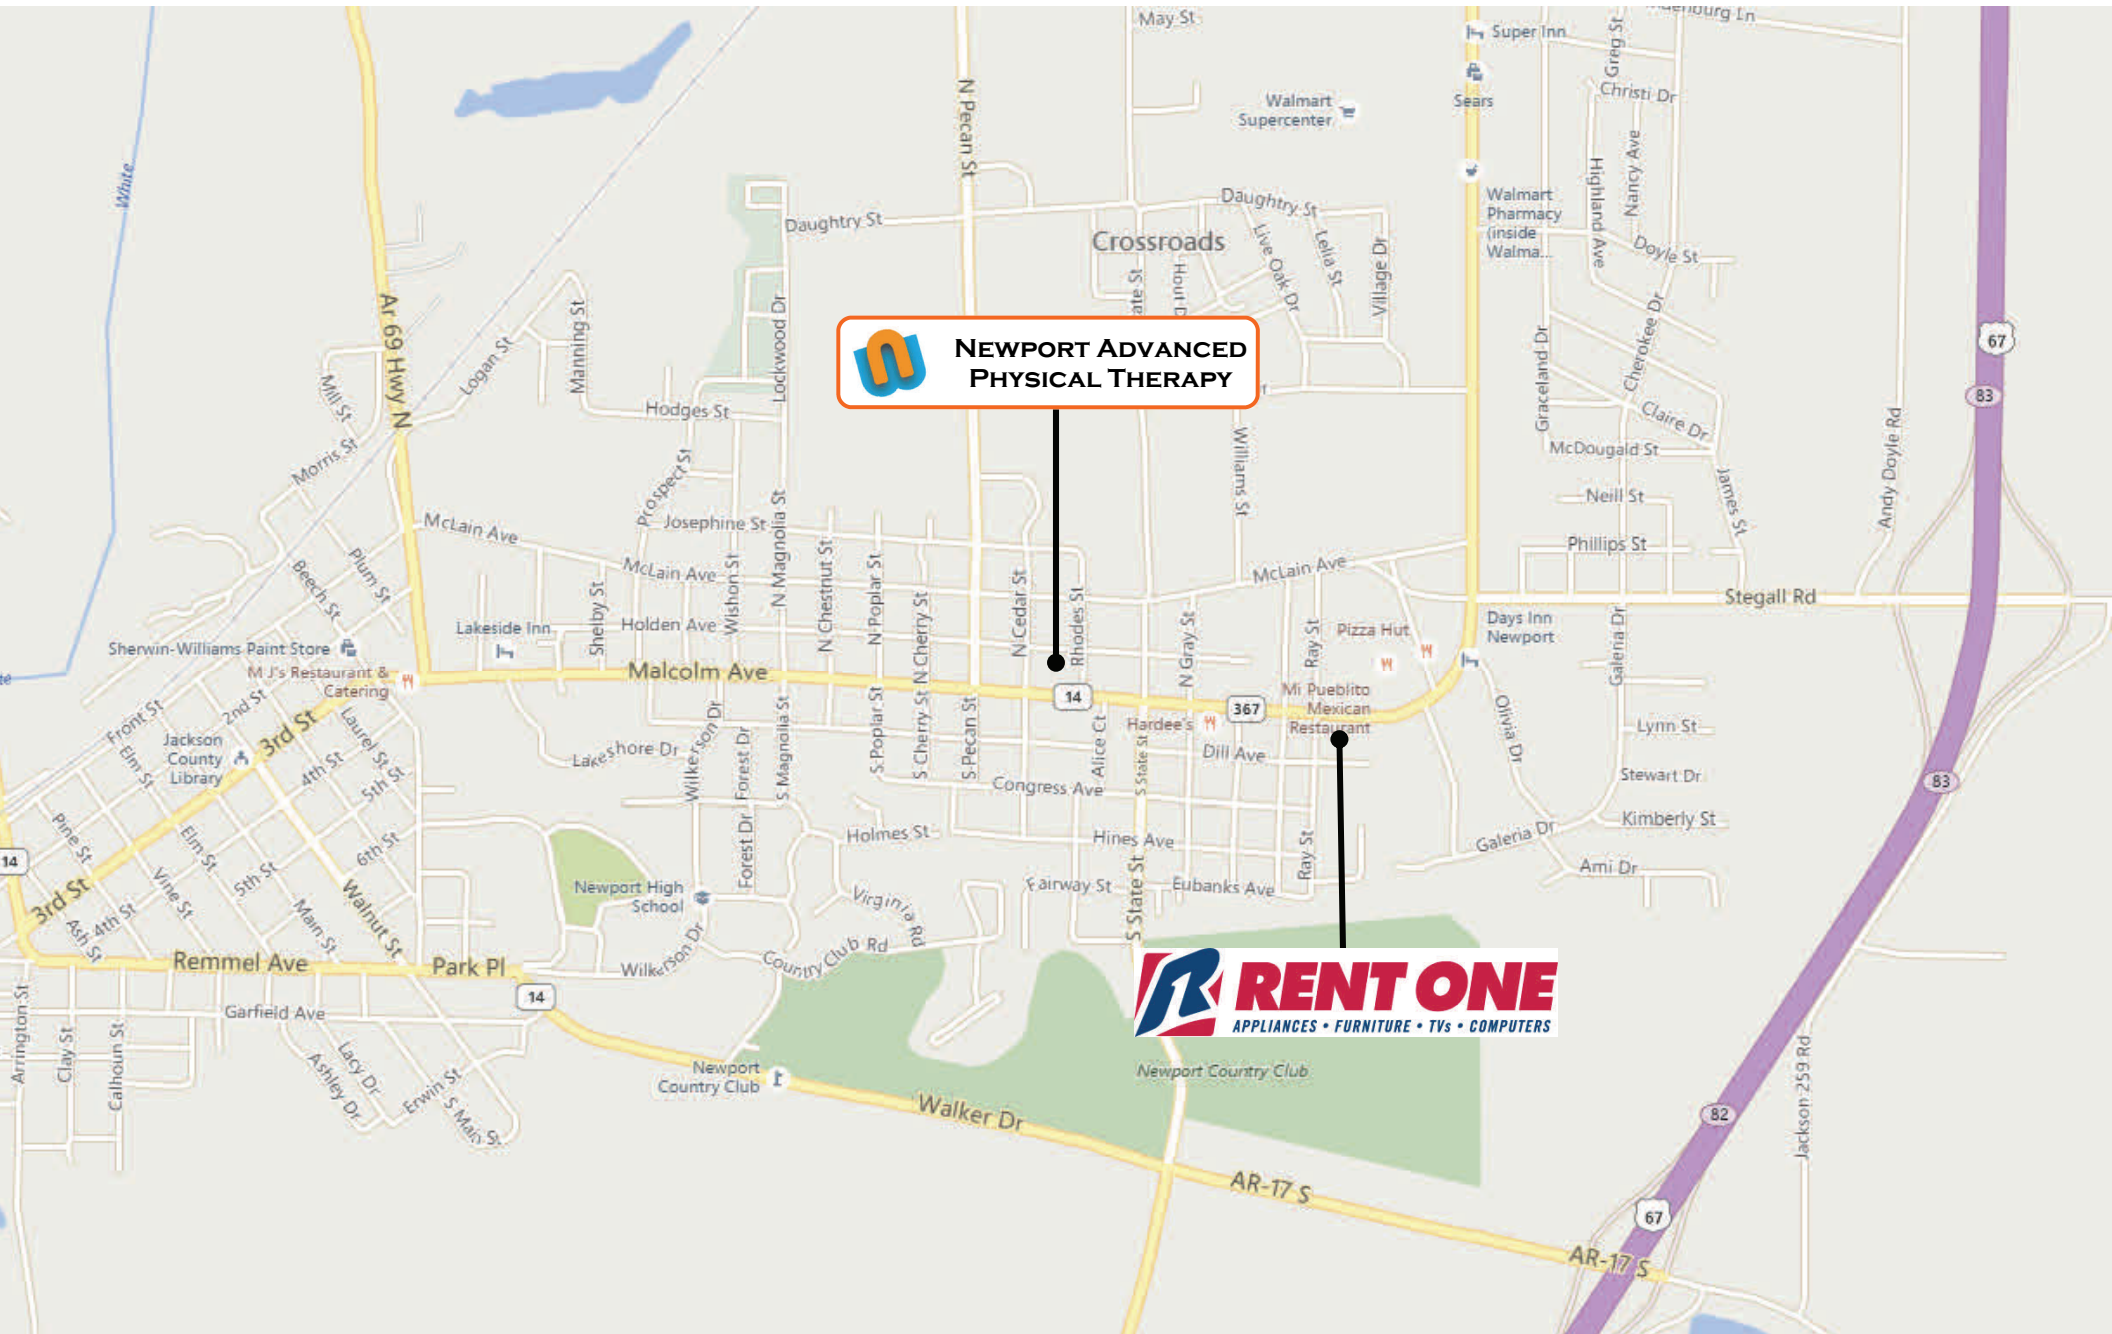 May St
Super Inn
Greg St
Christi Dr
Sears
Walmart
Supercenter
N Pecan St
White
Nancy Ave
Highland Ave
Walmart
Pharmacy
(inside
Walma...
Daughtry St
Daughtry St
Crossroads
Live Oak Dr
Lelia St
Village Dr
Doyle St
Ar 69 Hwy N
Manning St
Lockwood Dr
Logan St
Mill St
Morris St
Hodges St
Prospect St
NEWPORT ADVANCED
PHYSICAL THERAPY
Williams St
Graceland Dr
Cherokee Dr
Claire Dr
McDougald St
James St
Neill St
Phillips St
Andy Doyle Rd
67
83
McLain Ave
Josephine St
McLain Ave
McLain Ave
Plum St
Beech St
Shelby St
Wishon St
N Magnolia St
N Chestnut St
N Poplar St
N Cherry St
N Cedar St
Rhodes St
N Gray St
Ray St
Stegall Rd
Lakeside Inn
Holden Ave
Sherwin-Williams Paint Store
M J's Restaurant &
Catering
Malcolm Ave
14
367
Pizza Hut
Days Inn
Newport
Galeria Dr
Mi Pueblito
Mexican
Restaurant
Hardee's
2nd St
Front St
3rd St
Laurel St
Jackson
County
Library
Elm St
4th St
5th St
Lakeshore Dr
Wilkerson Dr
Forest Dr
S Magnolia St
S Poplar St
S Cherry St
S Pecan St
Alice Ct
S State St
Dill Ave
Olivia Dr
Lynn St
Stewart Dr
Kimberly St
83
Congress Ave
Holmes St
Hines Ave
Galeria Dr
Ami Dr
14
Pine St
Elm St
6th St
5th St
Vine St
Forest Dr
Ray St
Newport High
School
Virginia Rd
Fairway St
Eubanks Ave
S State St
3rd St
4th St
Ash St
Main St
Walnut St
Remmel Ave
Park Pl
Wilkerson Dr
Country Club Rd
14
RENT ONE
APPLIANCES • FURNITURE • TVs • COMPUTERS
Garfield Ave
Arrington St
Clay St
Calhoun St
Lacy Dr
Ashley Dr
Erwin St
S Main St
Newport
Country Club
Newport Country Club
Walker Dr
Jackson 259 Rd
82
AR-17 S
67
AR-17 S